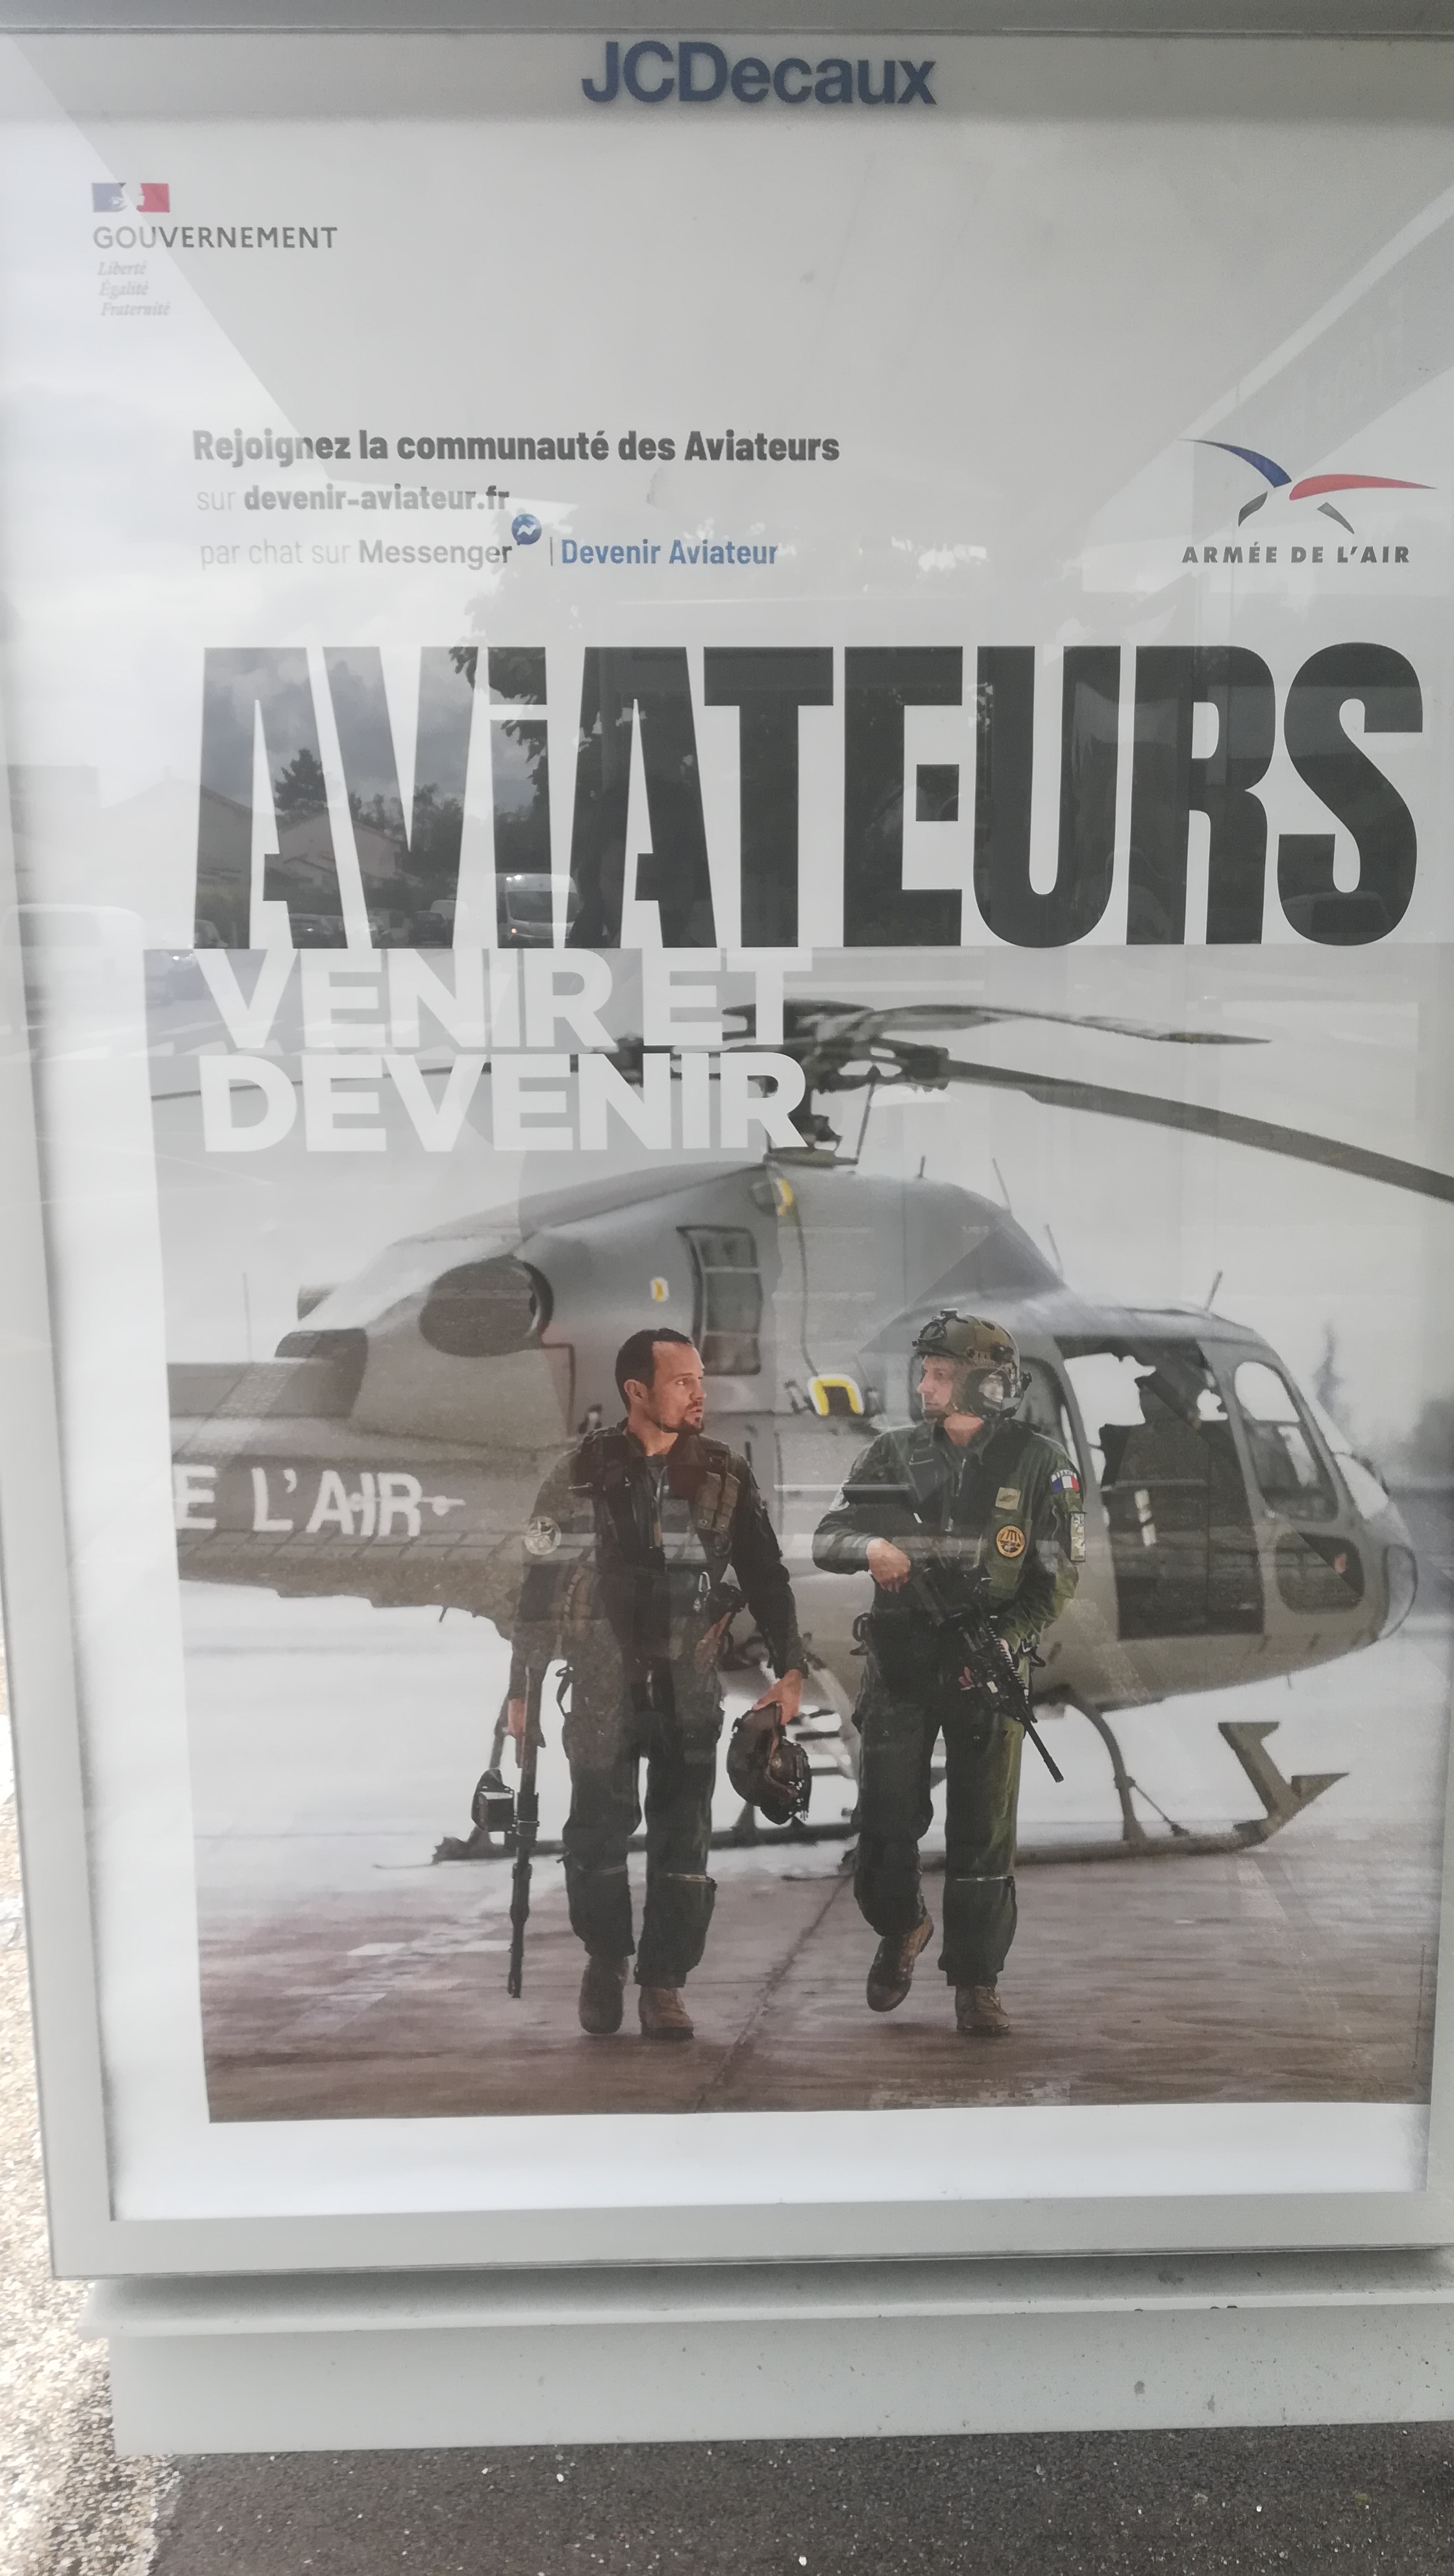 JCDecaux
GOUVERNEMENT
Liberté
Égalité
Fraternité
Rejoignez la communauté des Aviateurs
sur devenir-aviateur.fr
par chat sur Messenger | Devenir Aviateur
ARMÉE DE L'AIR
AViATEURS
VENIR ET
DEVENIR
E L'AIR